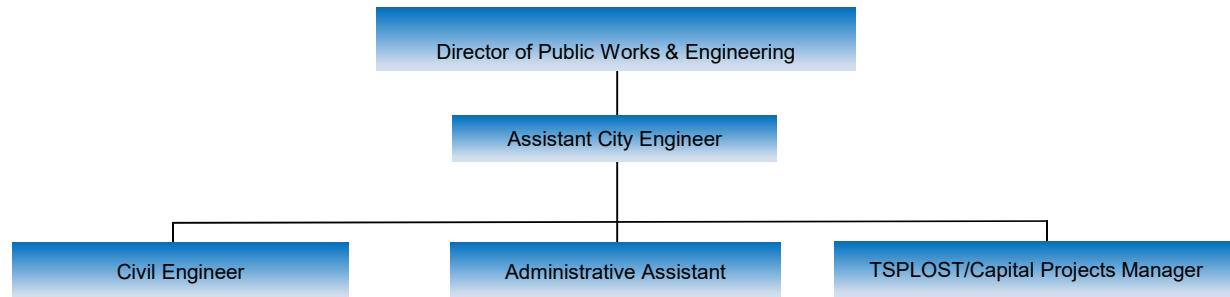 Director of Public Works & Engineering
Assistant City Engineer
Civil Engineer
Administrative Assistant
TSPLOST/Capital Projects Manager